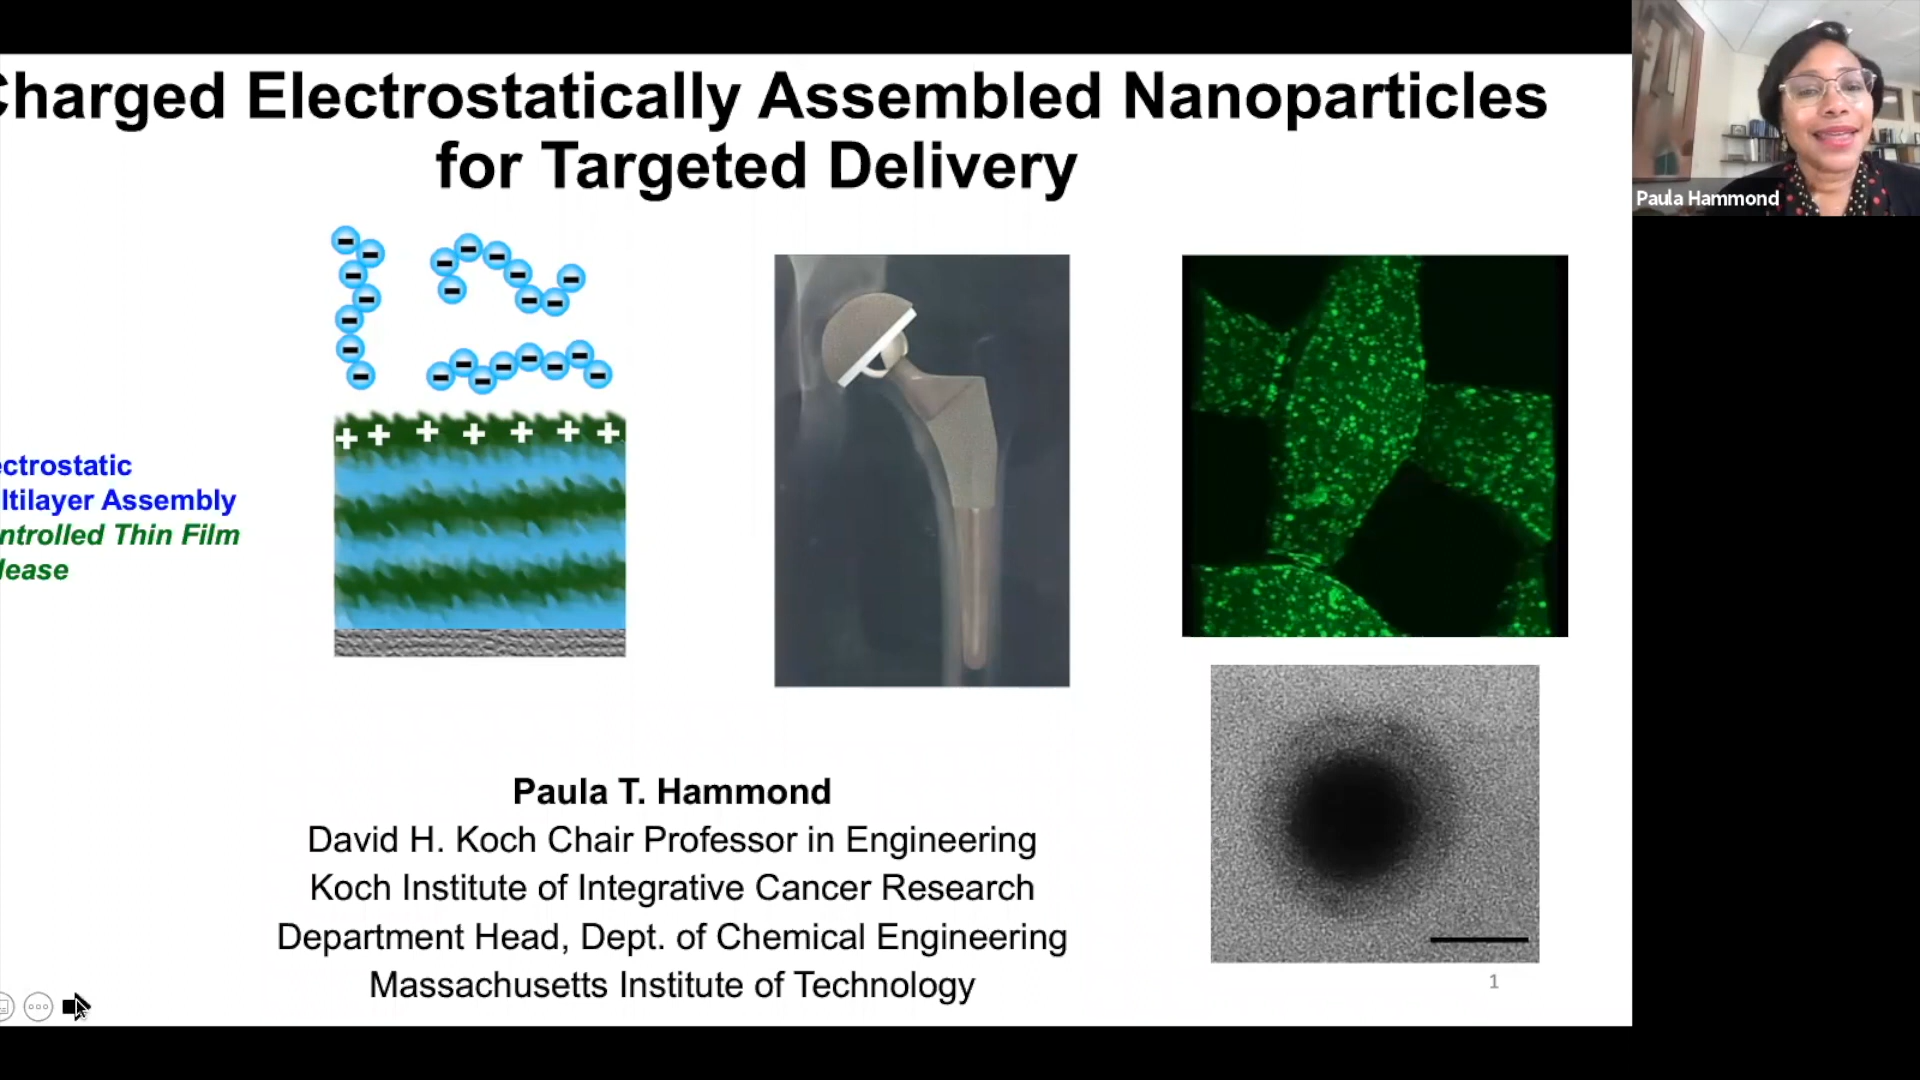 Charged Electrostatically Assembled Nanoparticles
for Targeted Delivery
Paula Hammond
ectrostatic
ltilayer Assembly
ntrolled Thin Film
lease
+ + + + + + +
Paula T. Hammond
David H. Koch Chair Professor in Engineering
Koch Institute of Integrative Cancer Research
Department Head, Dept. of Chemical Engineering
Massachusetts Institute of Technology
1